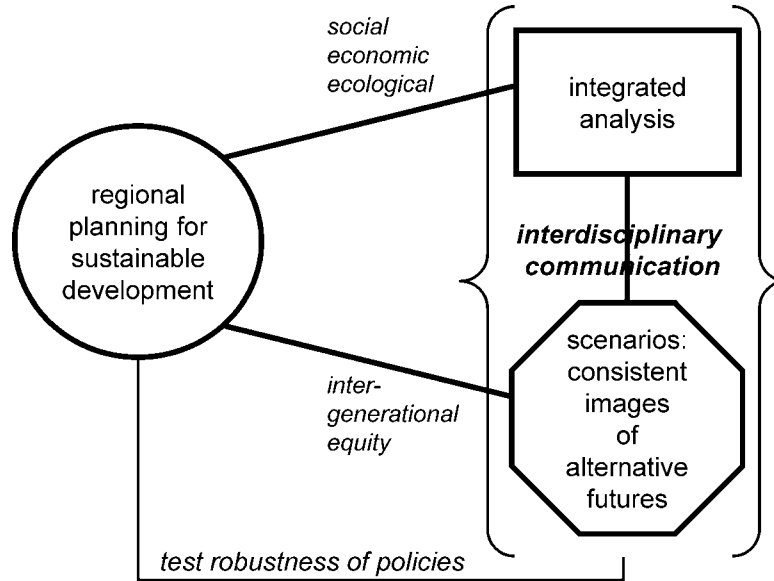 social
economic
ecological
integrated
analysis
regional
planning for
sustainable
development
interdisciplinary
communication
scenarios:
consistent
images
of
alternative
futures
inter-
generational
equity
test robustness of policies